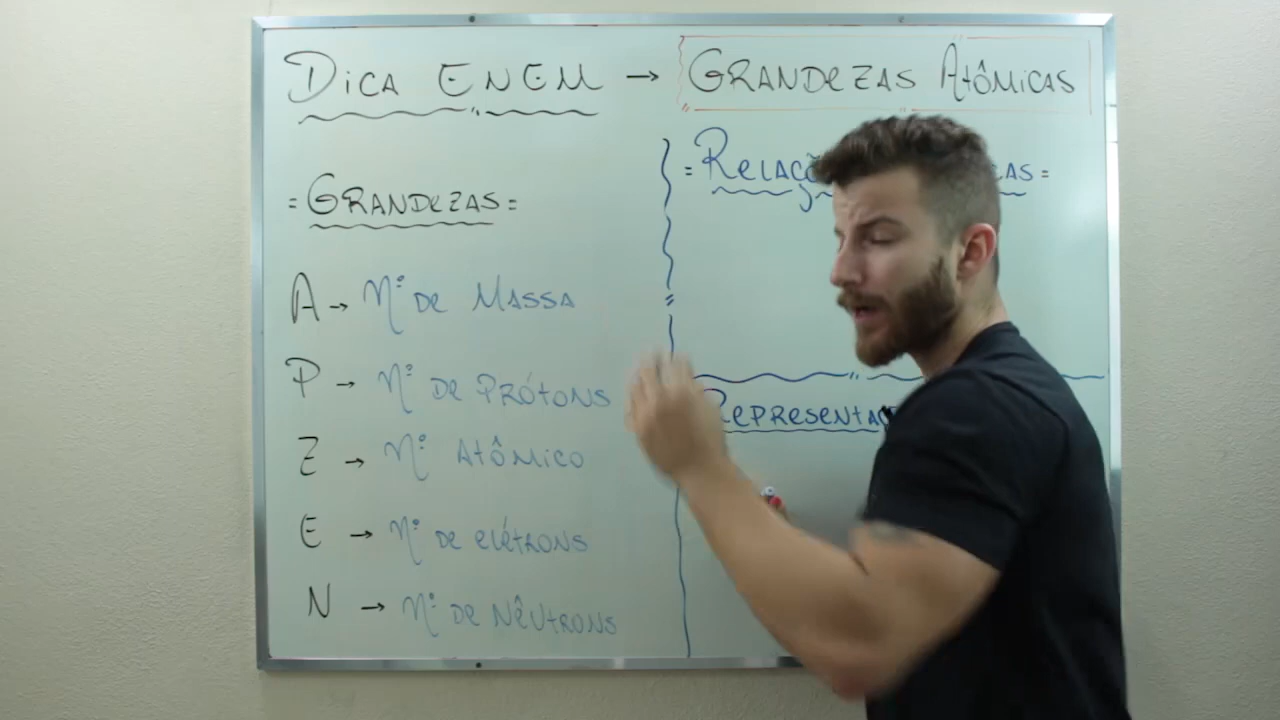 Dica ENEM → Grandezas Atômicas
= Grandezas =
A → Nº de Massa
P → Nº de Prótons
Z → Nº Atômico
E → Nº de elétrons
N → Nº de Nêutrons